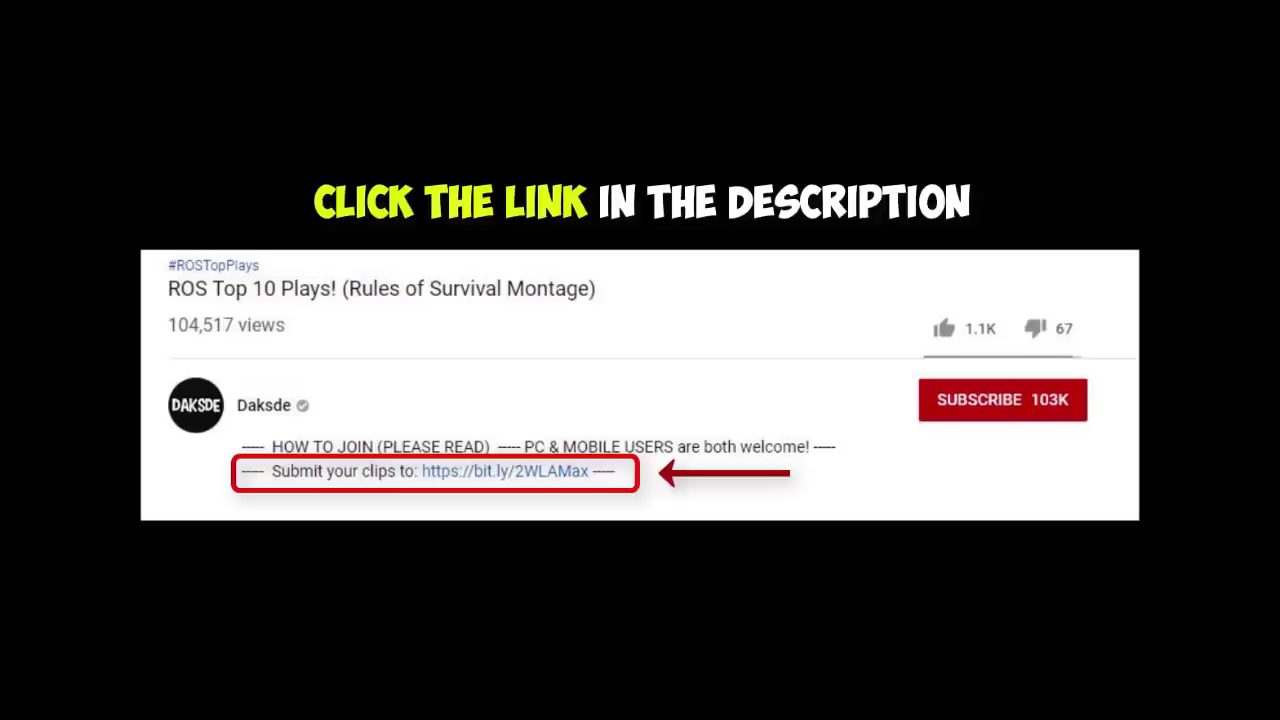 CLICK THE LINK IN THE DESCRIPTION
#ROSTopPlays
ROS Top 10 Plays! (Rules of Survival Montage)
104,517 views
1.1K 67
DAKSDE Daksde
SUBSCRIBE 103K
----- HOW TO JOIN (PLEASE READ) ----- PC & MOBILE USERS are both welcome! -----
----- Submit your clips to: https://bit.ly/2WLAMax -----